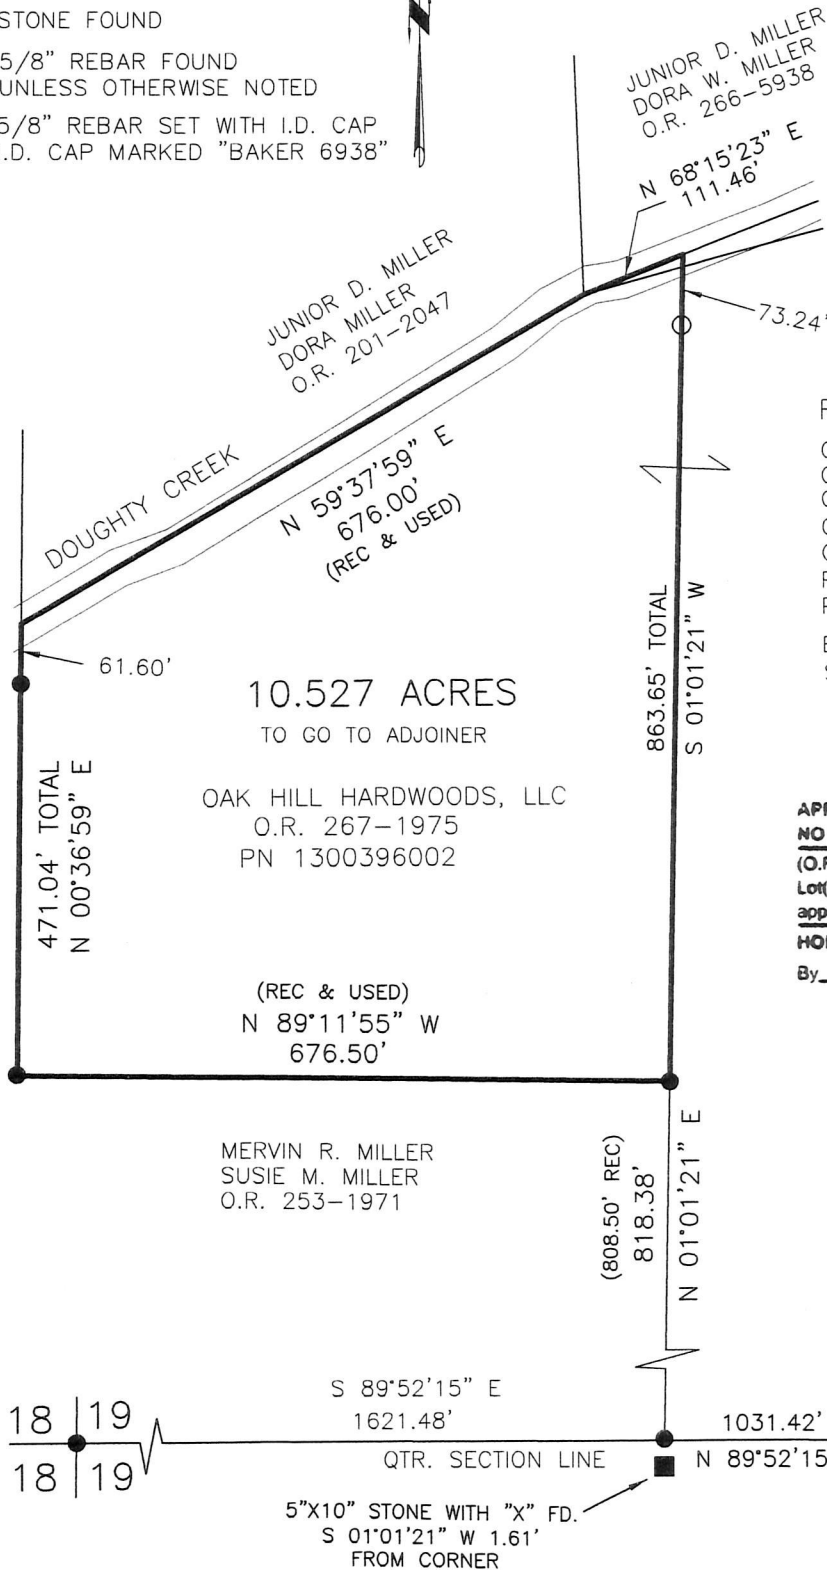 STONE FOUND
5/8" REBAR FOUND
UNLESS OTHERWISE NOTED
5/8" REBAR SET WITH I.D. CAP
I.D. CAP MARKED "BAKER 6938"
JUNIOR D. MILLER
DORA W. MILLER
O.R. 266-5938
N 68°15'23" E
111.46'
JUNIOR D. MILLER
DORA MILLER
O.R. 201-2047
73.24'
DOUGHTY CREEK
N 59°37'59" E
676.00'
(REC & USED)
61.60'
863.65' TOTAL
S 01°01'21" W
10.527 ACRES
TO GO TO ADJOINER
OAK HILL HARDWOODS, LLC
O.R. 267-1975
PN 1300396002
471.04' TOTAL
N 00°36'59" E
NO
By
(REC & USED)
N 89°11'55" W
676.50'
MERVIN R. MILLER
SUSIE M. MILLER
O.R. 253-1971
(808.50' REC)
818.38'
N 01°01'21" E
S 89°52'15" E
18 19
1621.48'
1031.42'
18 19
QTR. SECTION LINE
N 89°52'15
5"X10" STONE WITH "X" FD.
S 01°01'21" W 1.61'
FROM CORNER